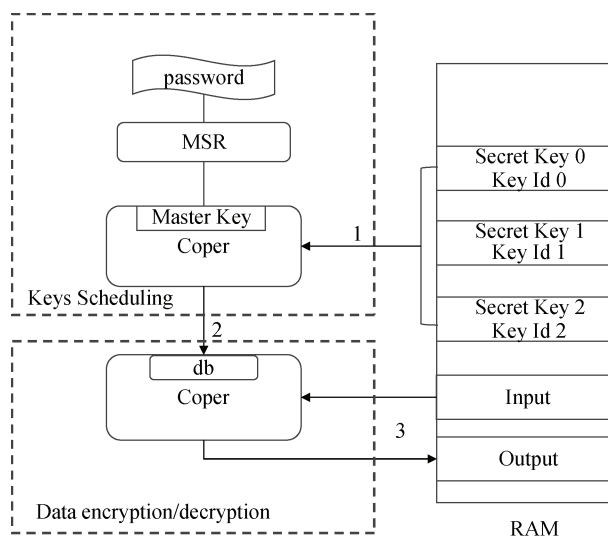 password
MSR
Master Key
Coper
Keys Scheduling
1
2
db
Coper
3
Data encryption/decryption
Secret Key 0
Key Id 0
Secret Key 1
Key Id 1
Secret Key 2
Key Id 2
Input
Output
RAM